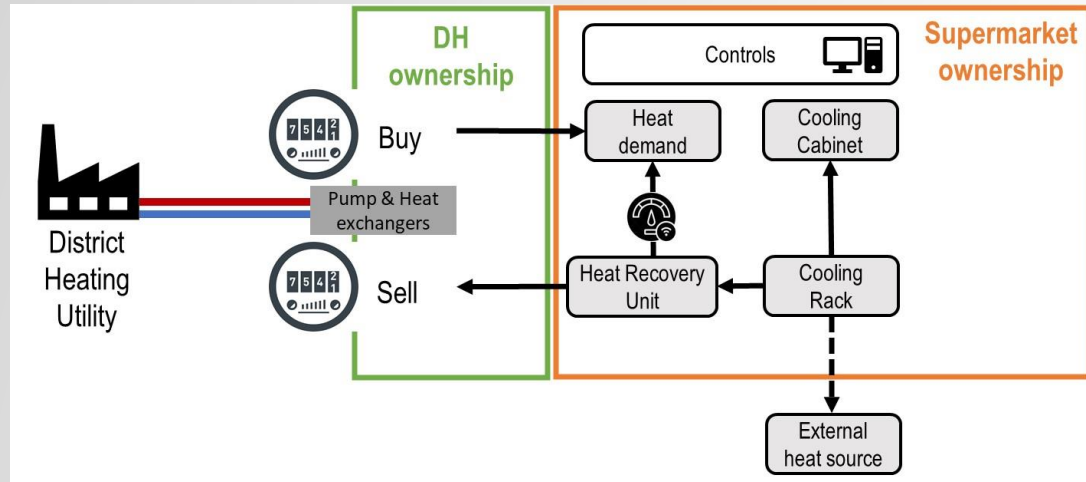 DH
ownership
Supermarket
ownership
Controls
Buy
Heat
demand
Cooling
Cabinet
Pump & Heat
exchangers
District
Heating
Utility
Sell
Heat Recovery
Unit
Cooling
Rack
External
heat source